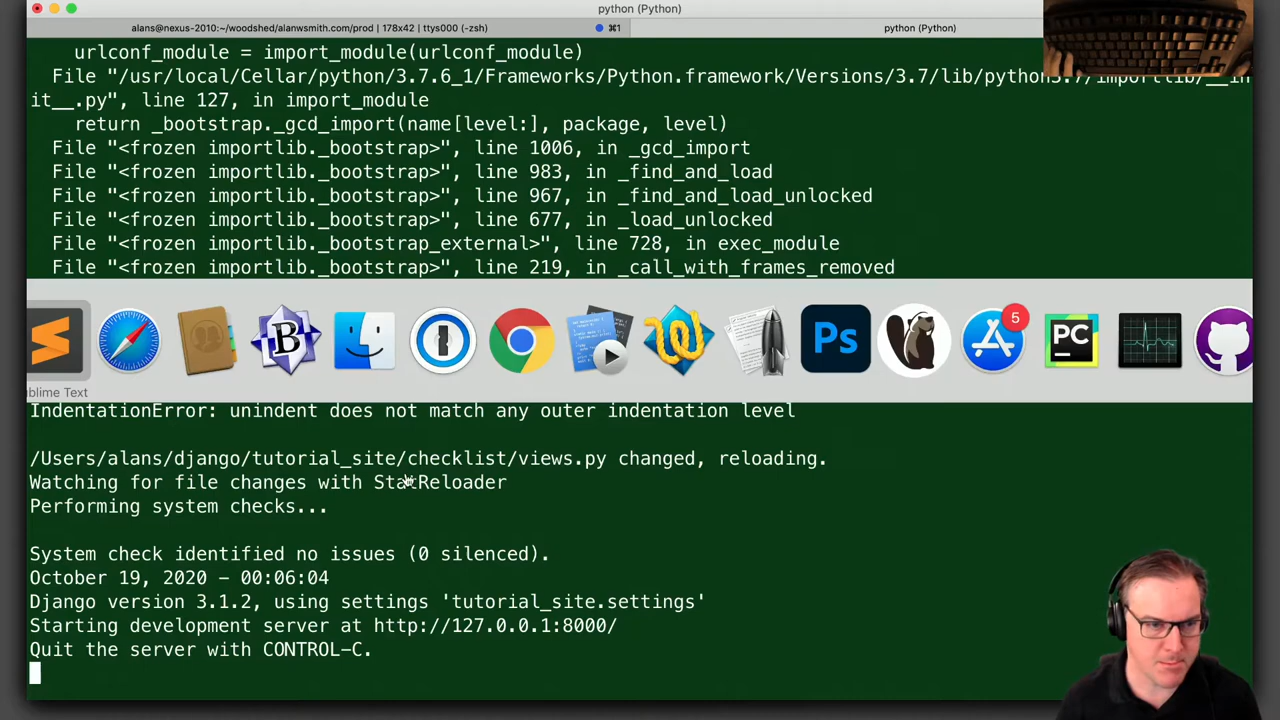 python (Python)
alans@nexus-2010:~/woodshed/alanwsmith.com/prod | 178x42 | ttys000 (-zsh)
⌘1
python (Python)
urlconf_module = import_module(urlconf_module)
File "/usr/local/Cellar/python/3.7.6_1/Frameworks/Python.framework/Versions/3.7/lib/python3.7/importlib/__in
it__.py", line 127, in import_module
return _bootstrap._gcd_import(name[level:], package, level)
File "<frozen importlib._bootstrap>", line 1006, in _gcd_import
File "<frozen importlib._bootstrap>", line 983, in _find_and_load
File "<frozen importlib._bootstrap>", line 967, in _find_and_load_unlocked
File "<frozen importlib._bootstrap>", line 677, in _load_unlocked
File "<frozen importlib._bootstrap_external>", line 728, in exec_module
File "<frozen importlib._bootstrap>", line 219, in _call_with_frames_removed
B
Ps
5
PC
ublime Text
IndentationError: unindent does not match any outer indentation level
/Users/alans/django/tutorial_site/checklist/views.py changed, reloading.
Watching for file changes with StatReloader
Performing system checks...
System check identified no issues (0 silenced).
October 19, 2020 - 00:06:04
Django version 3.1.2, using settings 'tutorial_site.settings'
Starting development server at http://127.0.0.1:8000/
Quit the server with CONTROL-C.